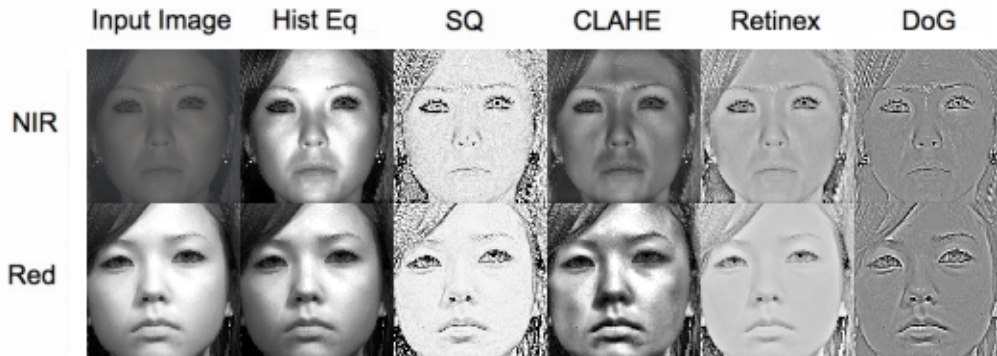 Input Image Hist Eq SQ CLAHE Retinex DoG
NIR
Red